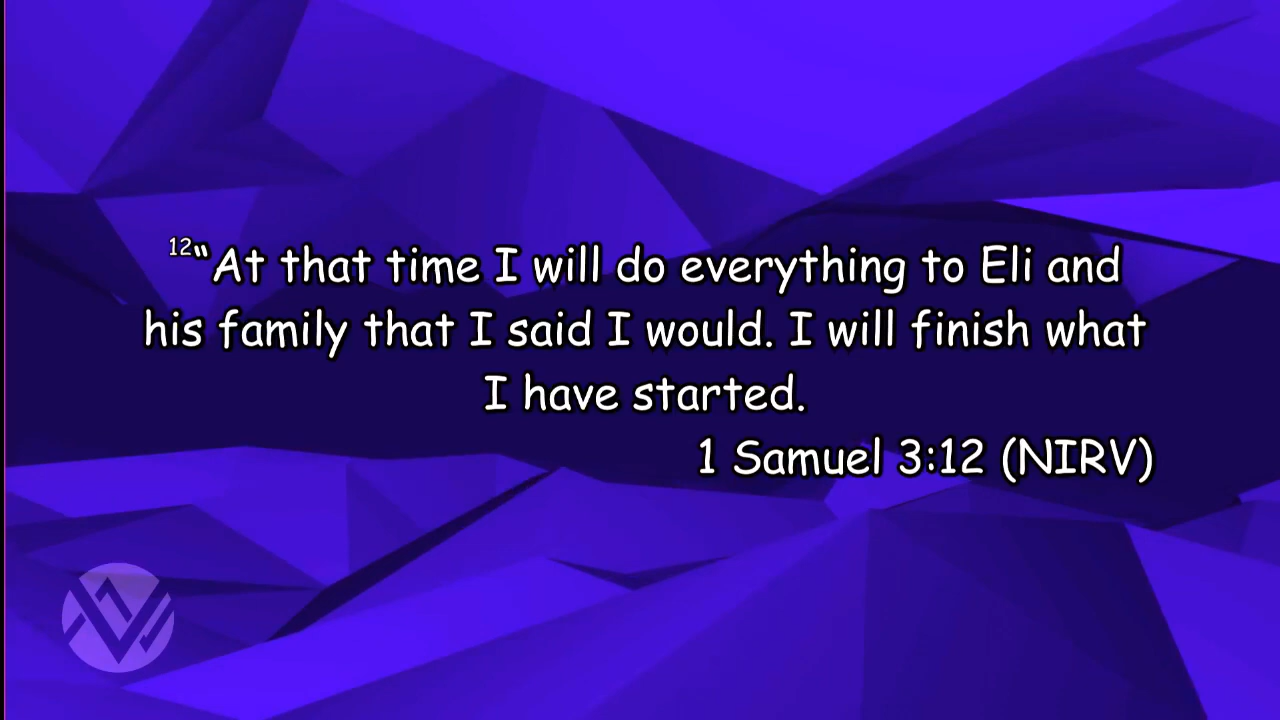 ¹²“At that time I will do everything to Eli and
his family that I said I would. I will finish what
I have started.
1 Samuel 3:12 (NIRV)